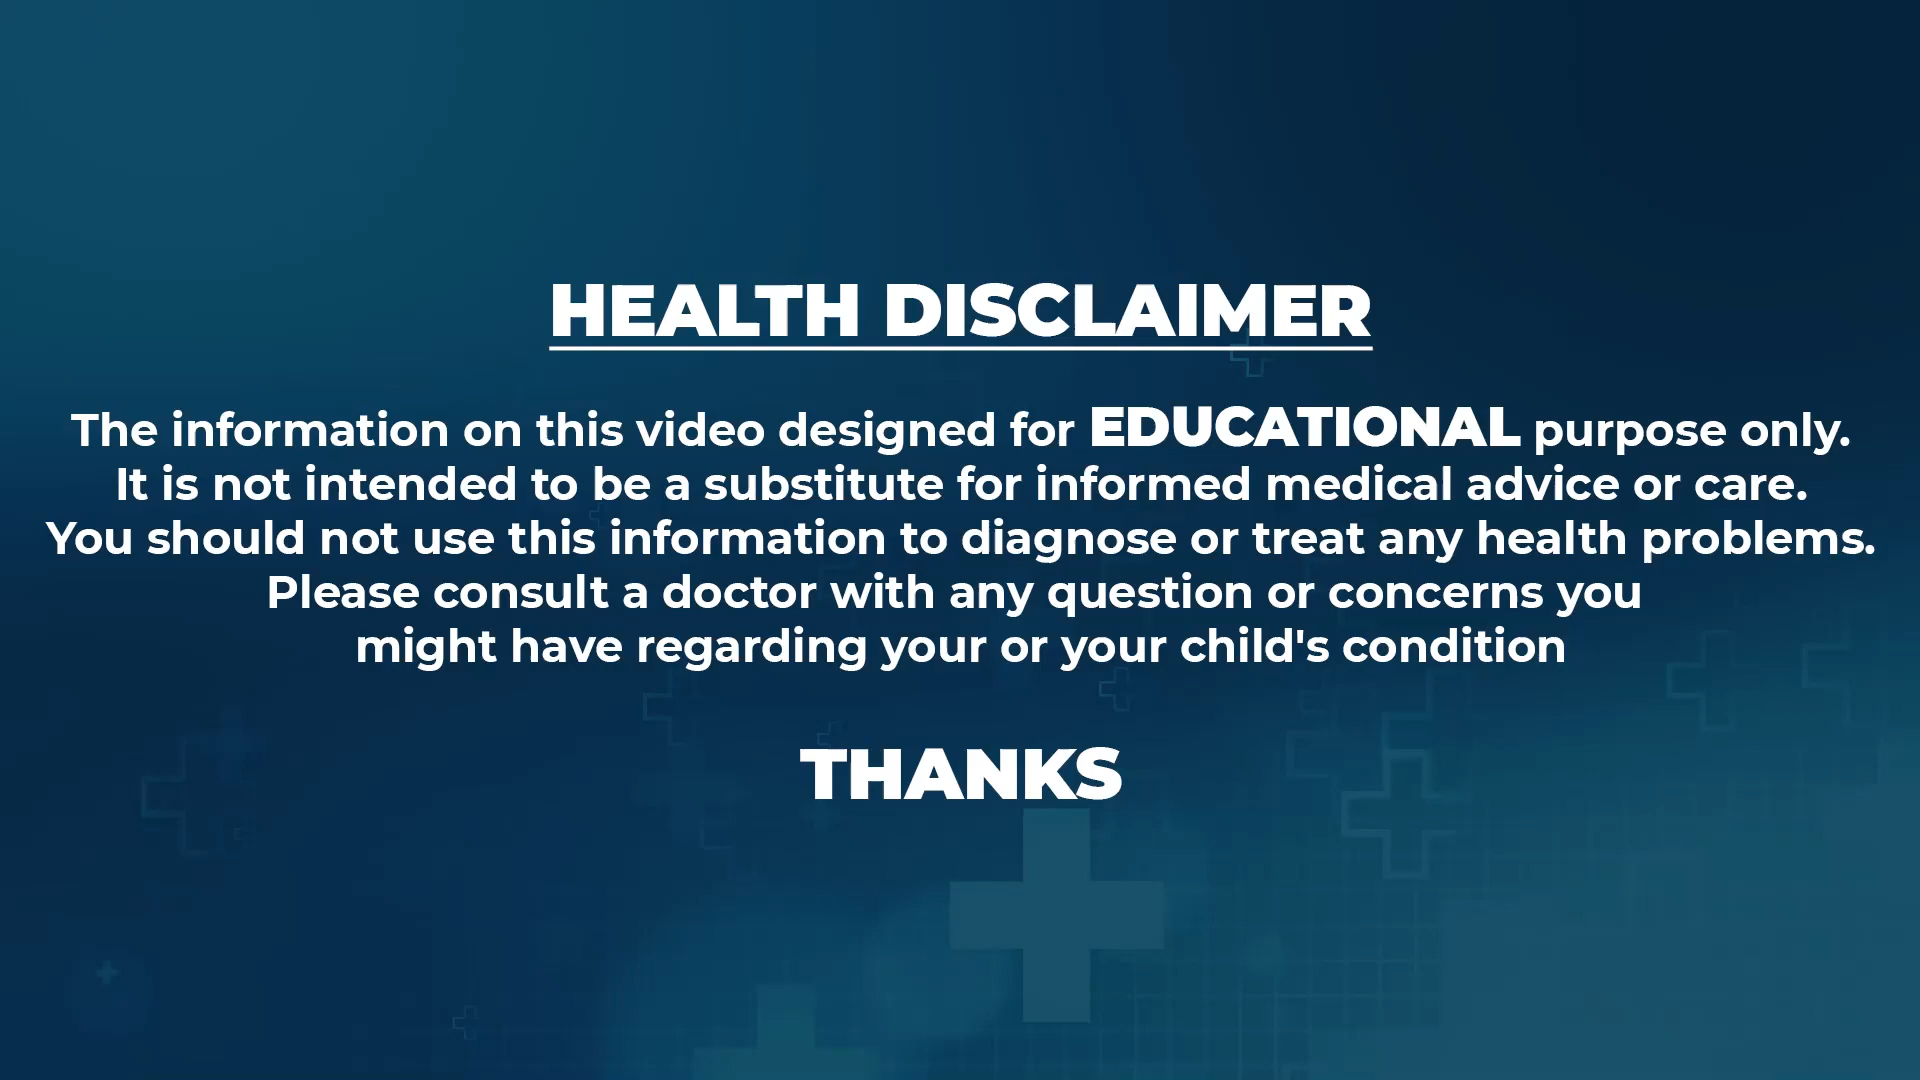 HEALTH DISCLAIMER
The information on this video designed for EDUCATIONAL purpose only.
It is not intended to be a substitute for informed medical advice or care.
You should not use this information to diagnose or treat any health problems.
Please consult a doctor with any question or concerns you
might have regarding your or your child's condition
THANKS